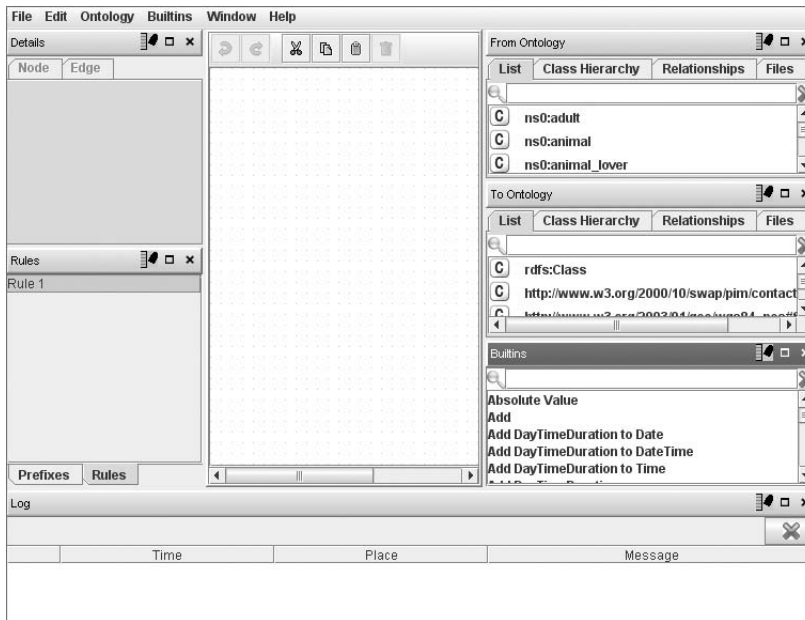 File Edit Ontology Builtins Window Help
Details
Node Edge
Rules
Rule 1
Prefixes Rules
From Ontology
List Class Hierarchy Relationships Files
C ns0:adult
C ns0:animal
C ns0:animal_lover
To Ontology
List Class Hierarchy Relationships Files
C rdfs:Class
C http://www.w3.org/2000/10/swap/pim/contact
C
Builtins
Absolute Value
Add
Add DayTimeDuration to Date
Add DayTimeDuration to DateTime
Add DayTimeDuration to Time
Log
Time Place Message